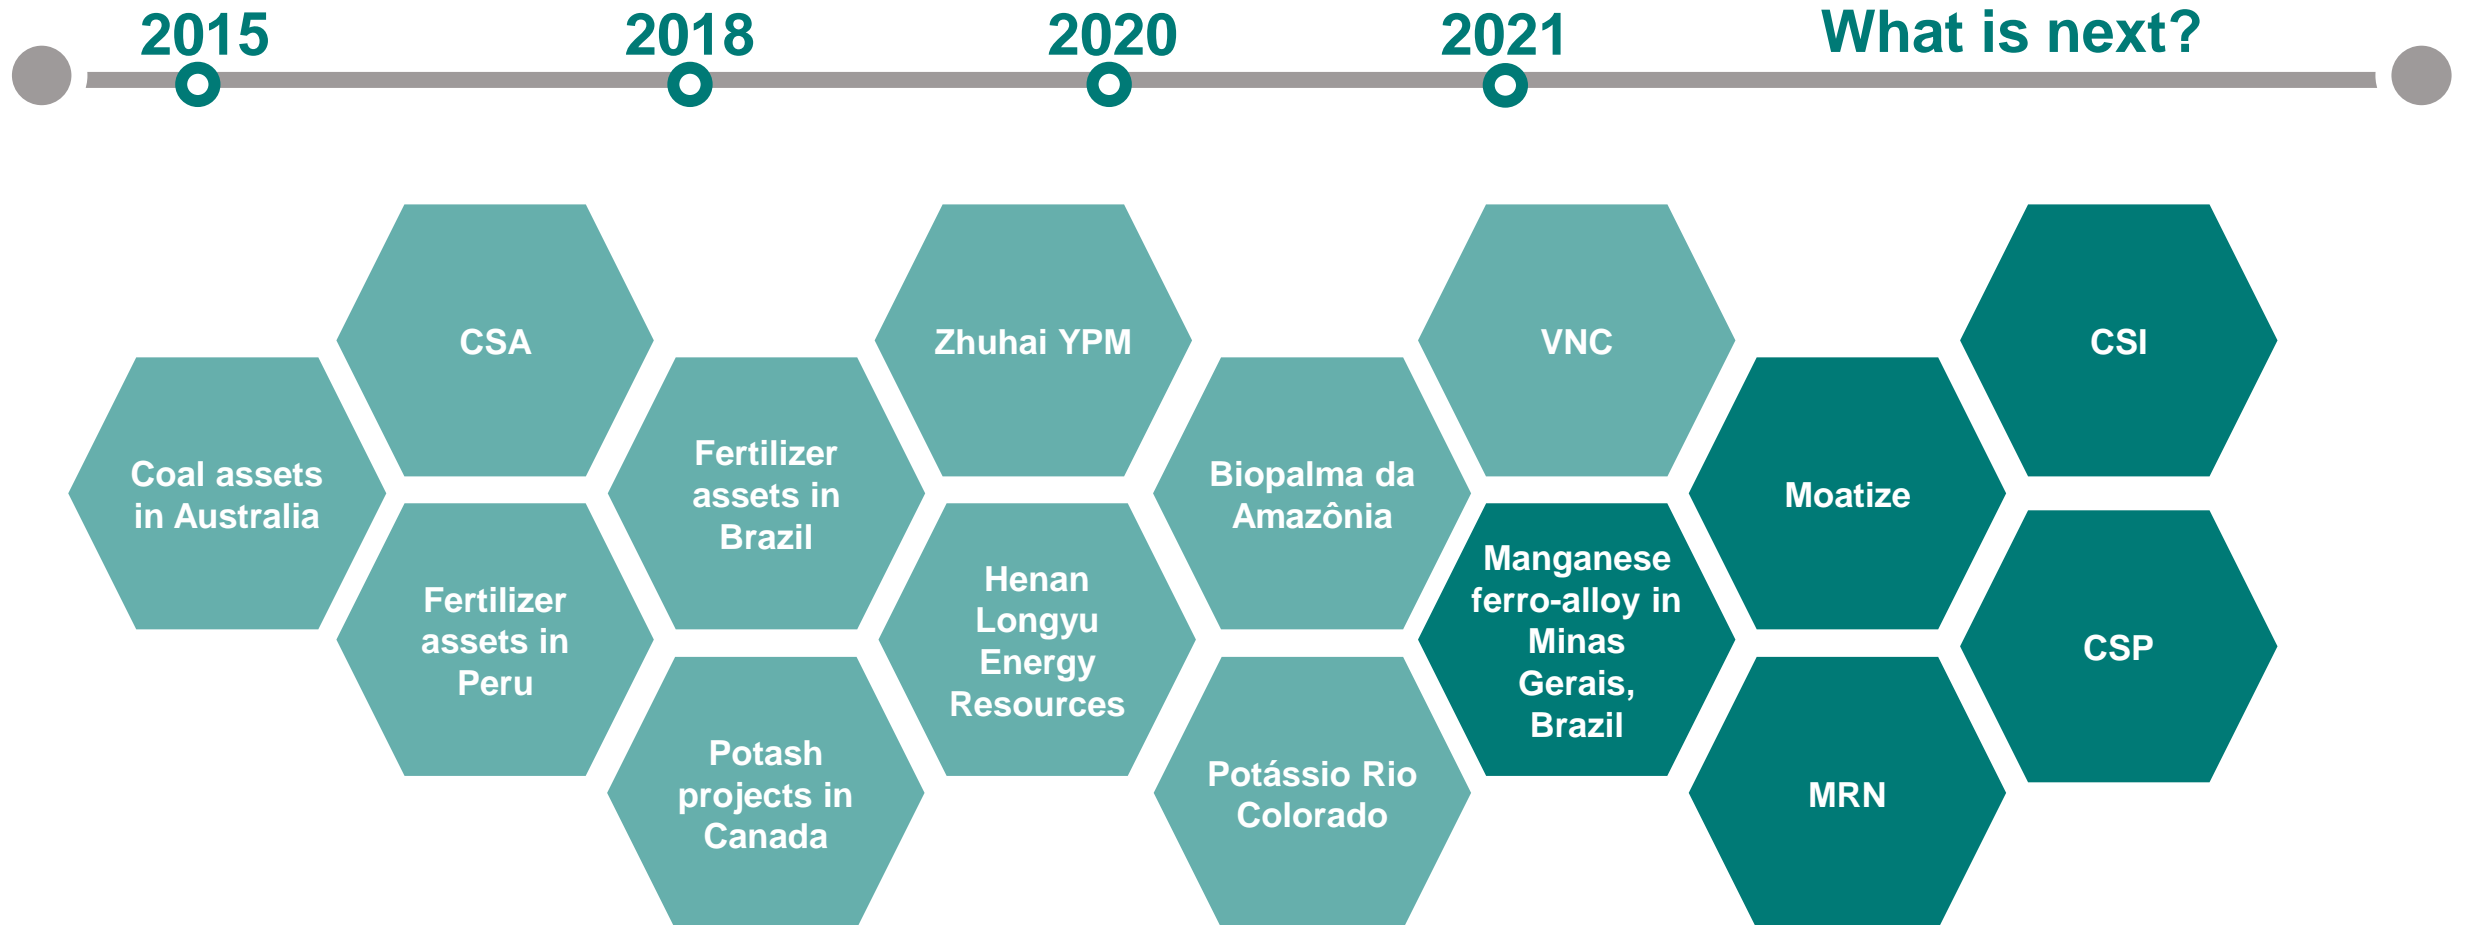 2015
2018
2020
2021
What is next?
Coal assets
in Australia
CSA
Fertilizer
assets in
Peru
Fertilizer
assets in
Brazil
Potash
projects in
Canada
Zhuhai YPM
Henan
Longyu
Energy
Resources
Biopalma da
Amazônia
Potássio Rio
Colorado
VNC
Manganese
ferro-alloy in
Minas
Gerais,
Brazil
Moatize
MRN
CSI
CSP